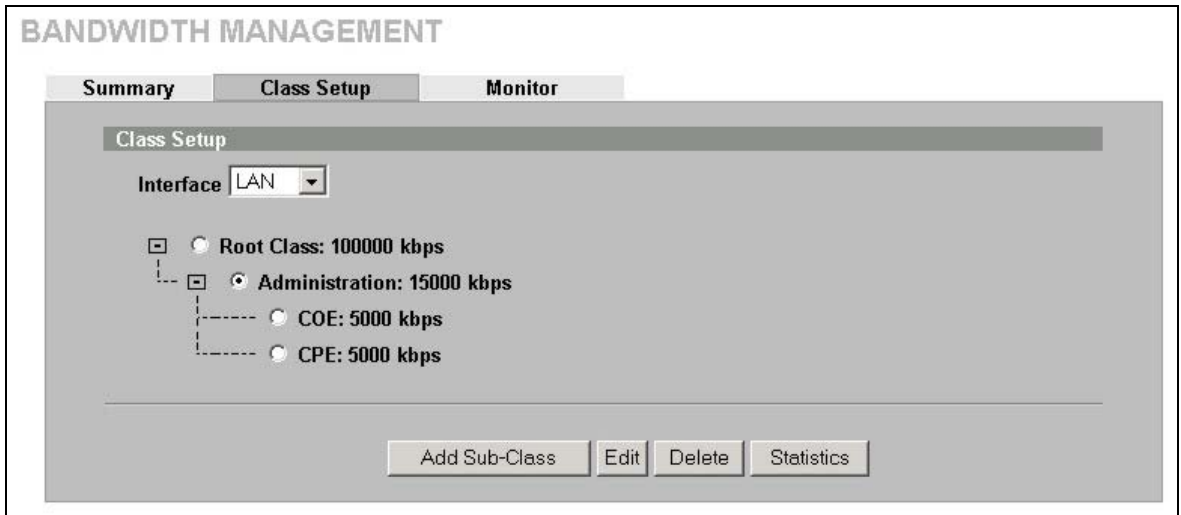 BANDWIDTH MANAGEMENT
Summary Class Setup Monitor
Class Setup
Interface LAN
Root Class: 100000 kbps
Administration: 15000 kbps
COE: 5000 kbps
CPE: 5000 kbps
Add Sub-Class Edit Delete Statistics